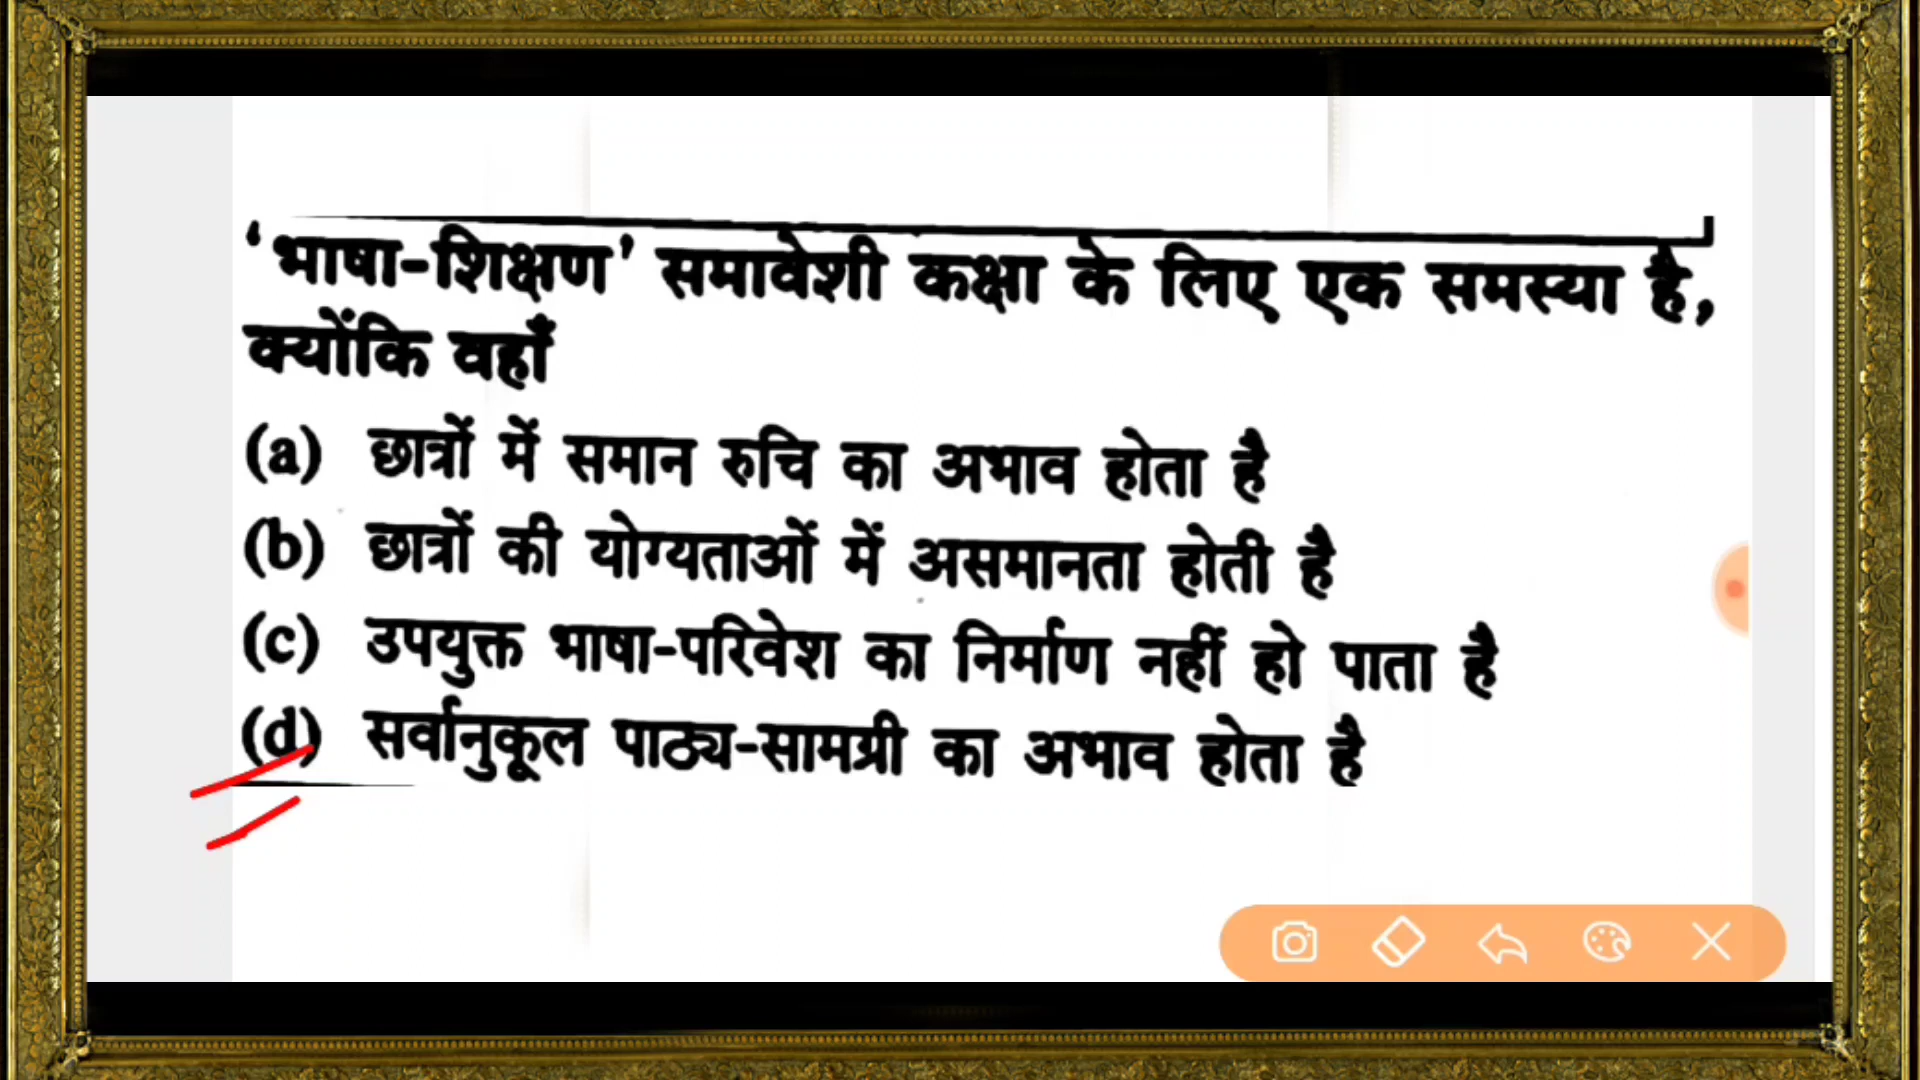 ‘भाषा-शिक्षण’ समावेशी कक्षा के लिए एक समस्या है,
क्योंकि वहाँ
(a) छात्रों में समान रुचि का अभाव होता है
(b) छात्रों की योग्यताओं में असमानता होती है
(c) उपयुक्त भाषा-परिवेश का निर्माण नहीं हो पाता है
(d) सर्वानुकूल पाठ्य-सामग्री का अभाव होता है